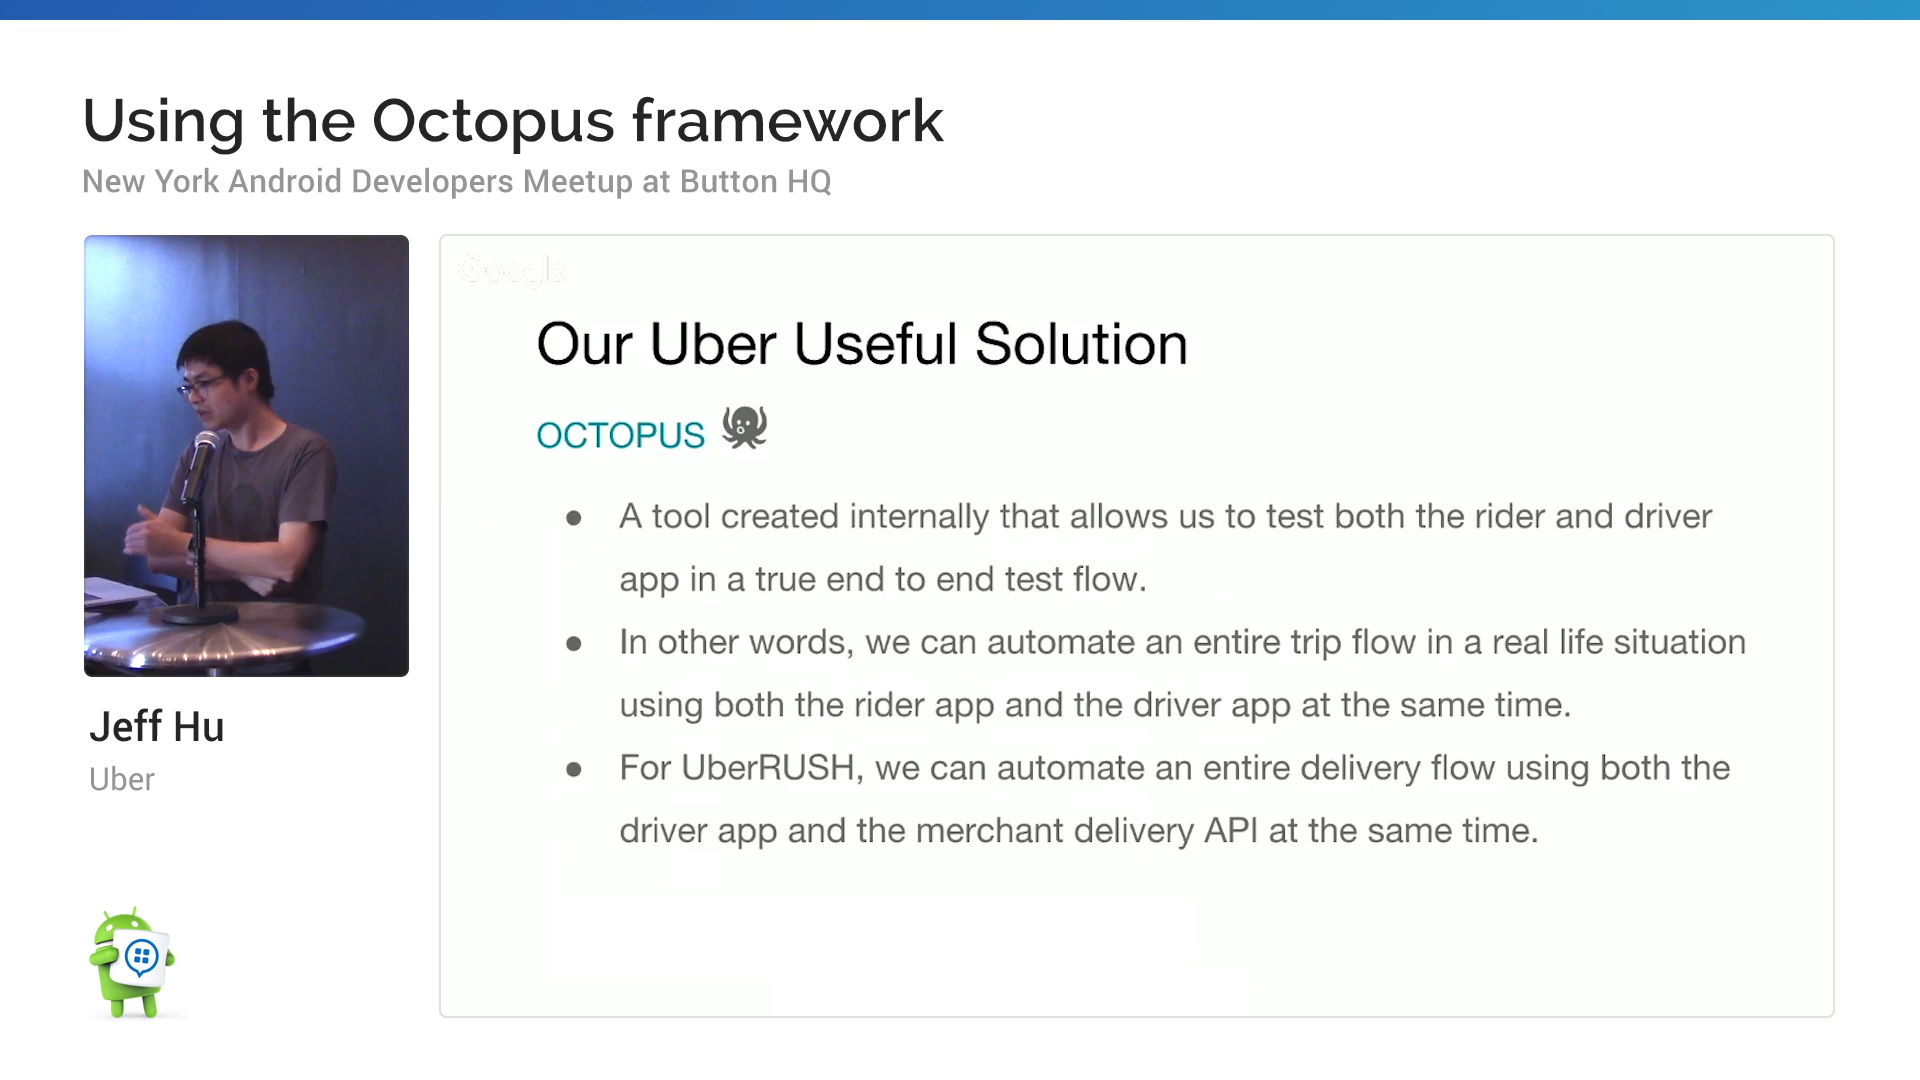 Using the Octopus framework
New York Android Developers Meetup at Button HQ
Google
Our Uber Useful Solution
OCTOPUS
● A tool created internally that allows us to test both the rider and driver
app in a true end to end test flow.
● In other words, we can automate an entire trip flow in a real life situation
using both the rider app and the driver app at the same time.
● For UberRUSH, we can automate an entire delivery flow using both the
driver app and the merchant delivery API at the same time.
Jeff Hu
Uber